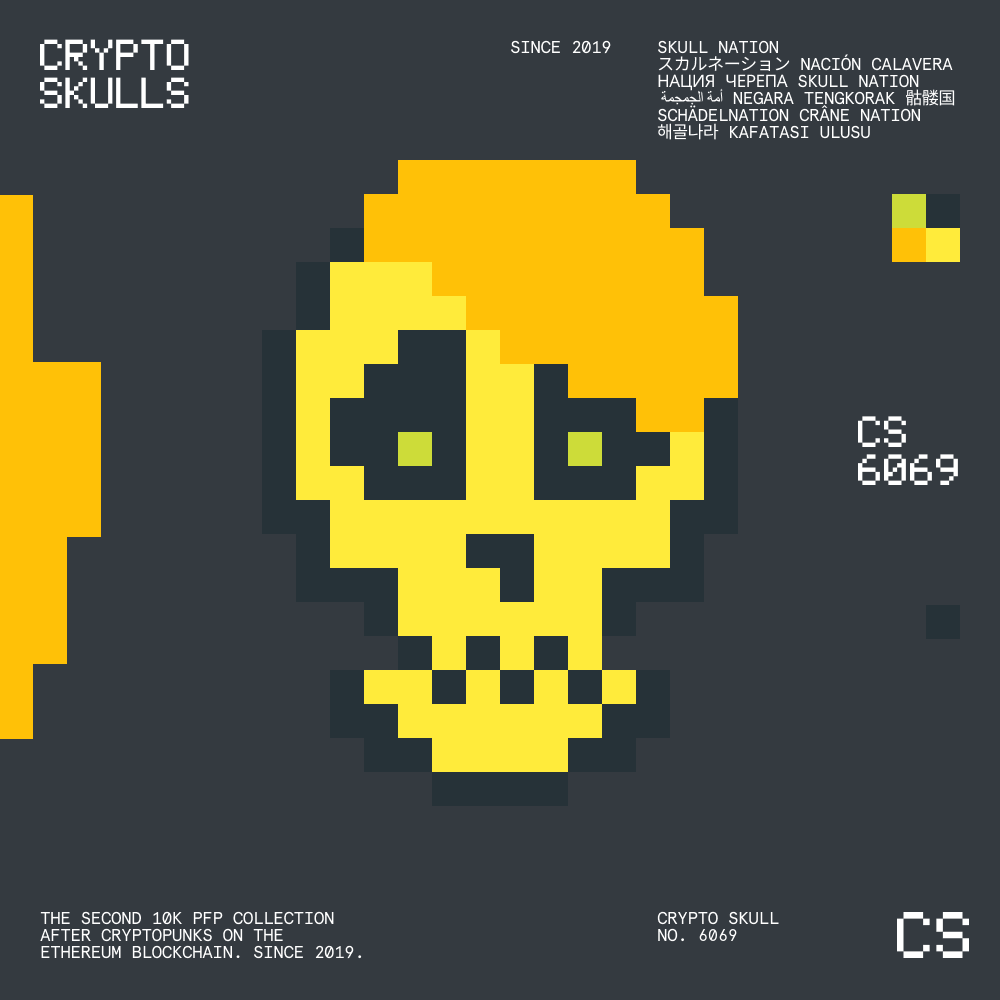 CRYPTO
SKULLS
SINCE 2019
SKULL NATION
スカルネーション NACIÓN CALAVERA
НАЦИЯ ЧЕРЕПА SKULL NATION
أمة الجمجمة NEGARA TENGKORAK 骷髅国
SCHÄDELNATION CRÂNE NATION
해골나라 KAFATASI ULUSU
CS
6069
THE SECOND 10K PFP COLLECTION
AFTER CRYPTOPUNKS ON THE
ETHEREUM BLOCKCHAIN. SINCE 2019.
CRYPTO SKULL
NO. 6069
CS